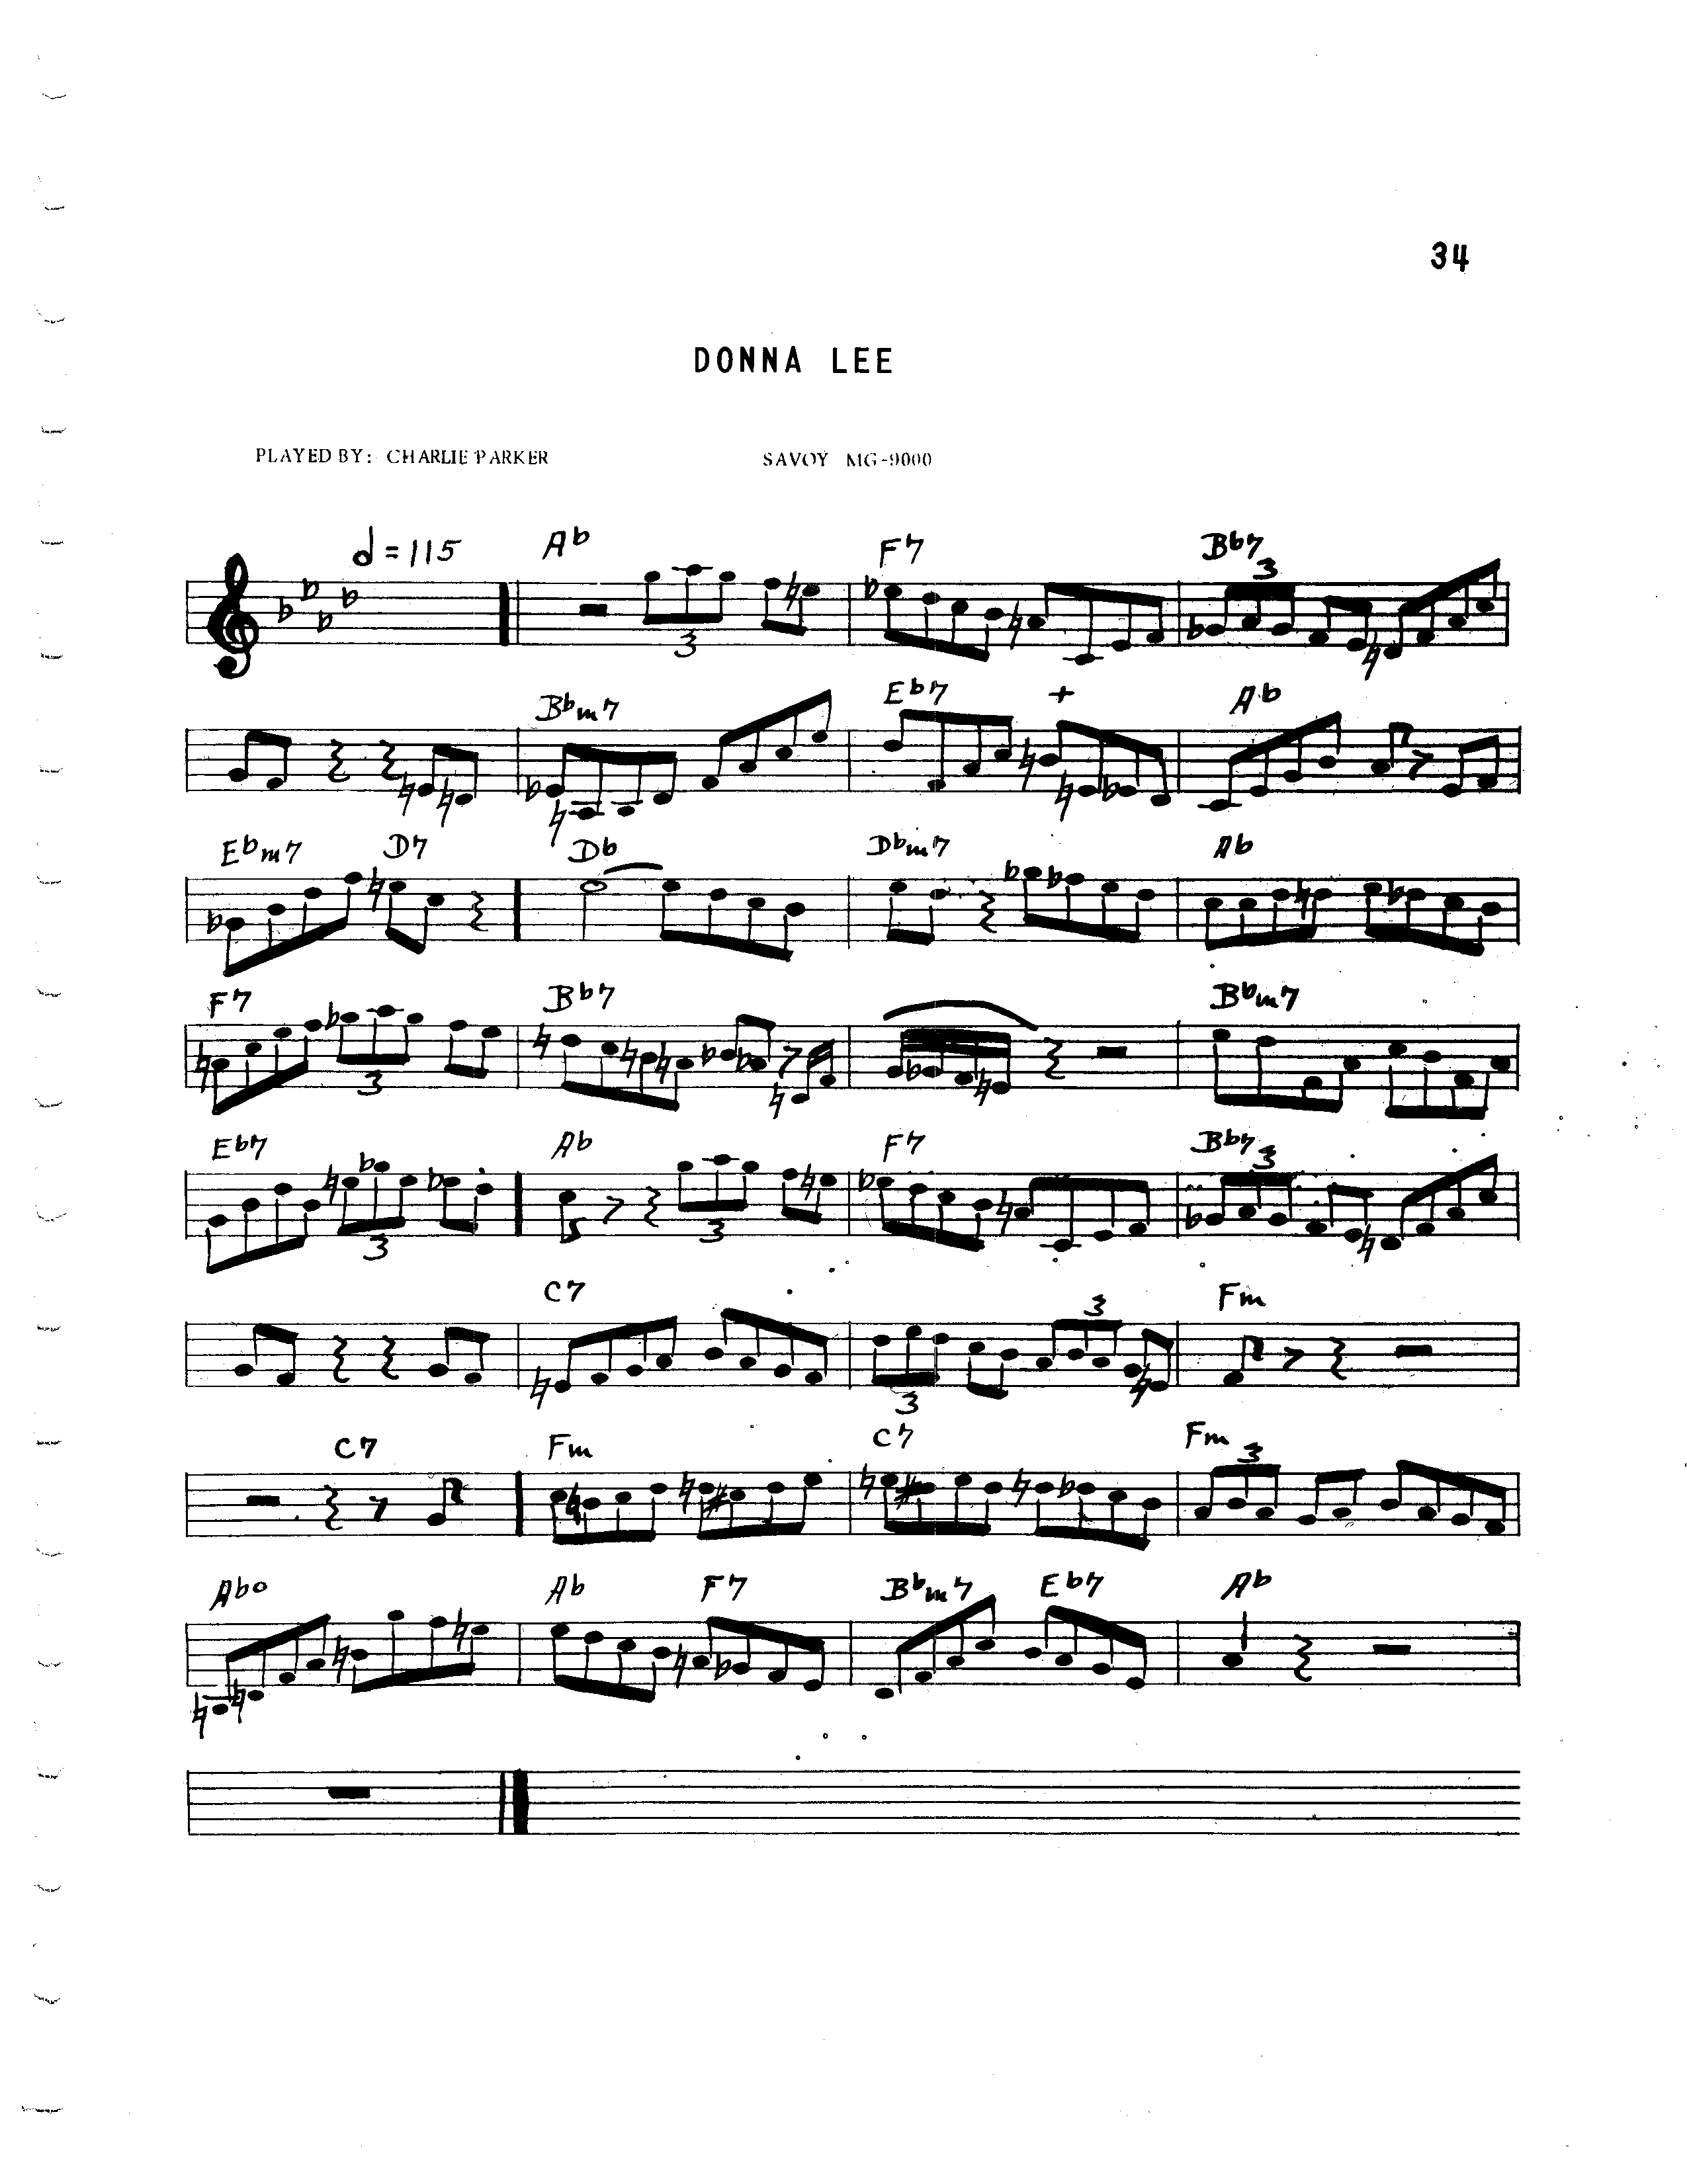 34
DONNA LEE
PLAYED BY: CHARLIE PARKER SAVOY MG-9000
𝅗𝅥 = 115 Ab F7 Bb7
3 3
Bbm7 Eb7 + Ab
Ebm7 D7 Db Dbm7 Ab
F7 Bb7 Bbm7
3
Eb7 Ab F7 Bb7
3 3 3
C7 Fm
3 3
C7 Fm C7 Fm
3
Abo Ab F7 Bbm7 Eb7 Ab